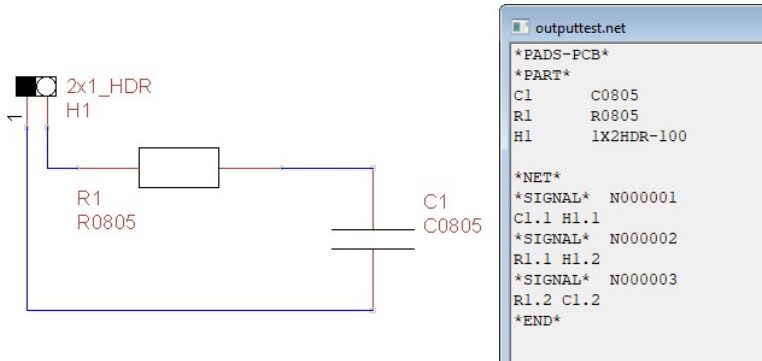 2x1_HDR
H1
1
R1
R0805
C1
C0805
outputtest.net
*PADS-PCB*
*PART*
C1 C0805
R1 R0805
H1 1X2HDR-100
*NET*
*SIGNAL* N000001
C1.1 H1.1
*SIGNAL* N000002
R1.1 H1.2
*SIGNAL* N000003
R1.2 C1.2
*END*